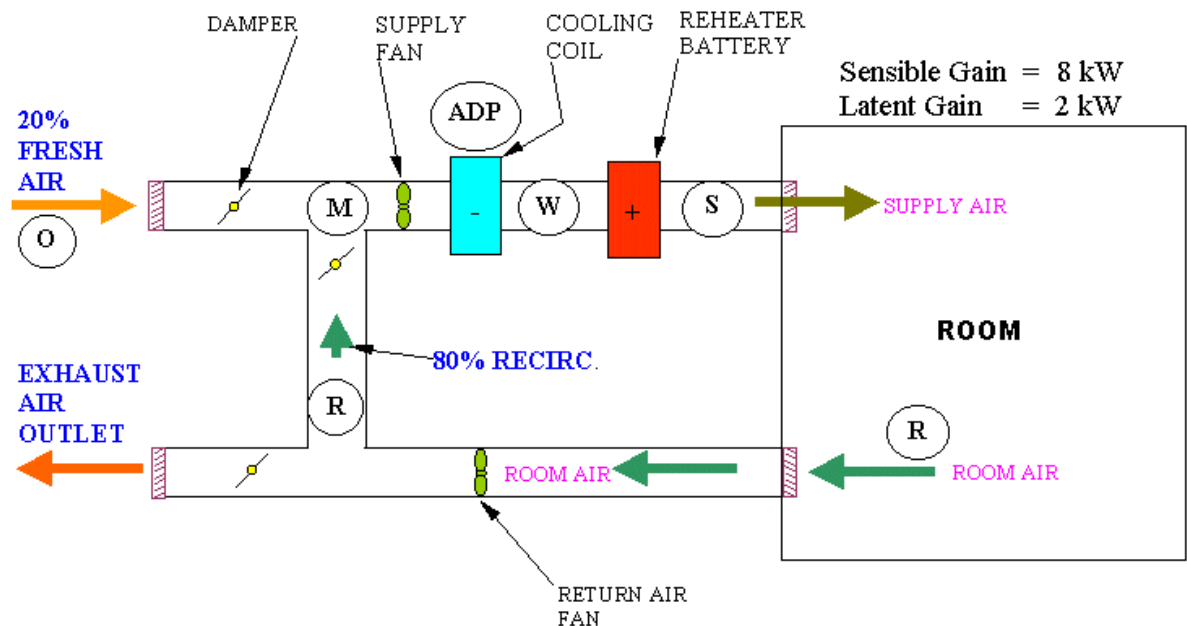 DAMPER
SUPPLY
FAN
COOLING
COIL
REHEATER
BATTERY
Sensible Gain = 8 kW
Latent Gain = 2 kW
ADP
20%
FRESH
AIR
O
M
-
W
+
S
SUPPLY AIR
ROOM
80% RECIRC.
EXHAUST
AIR
OUTLET
R
R
ROOM AIR
ROOM AIR
RETURN AIR
FAN